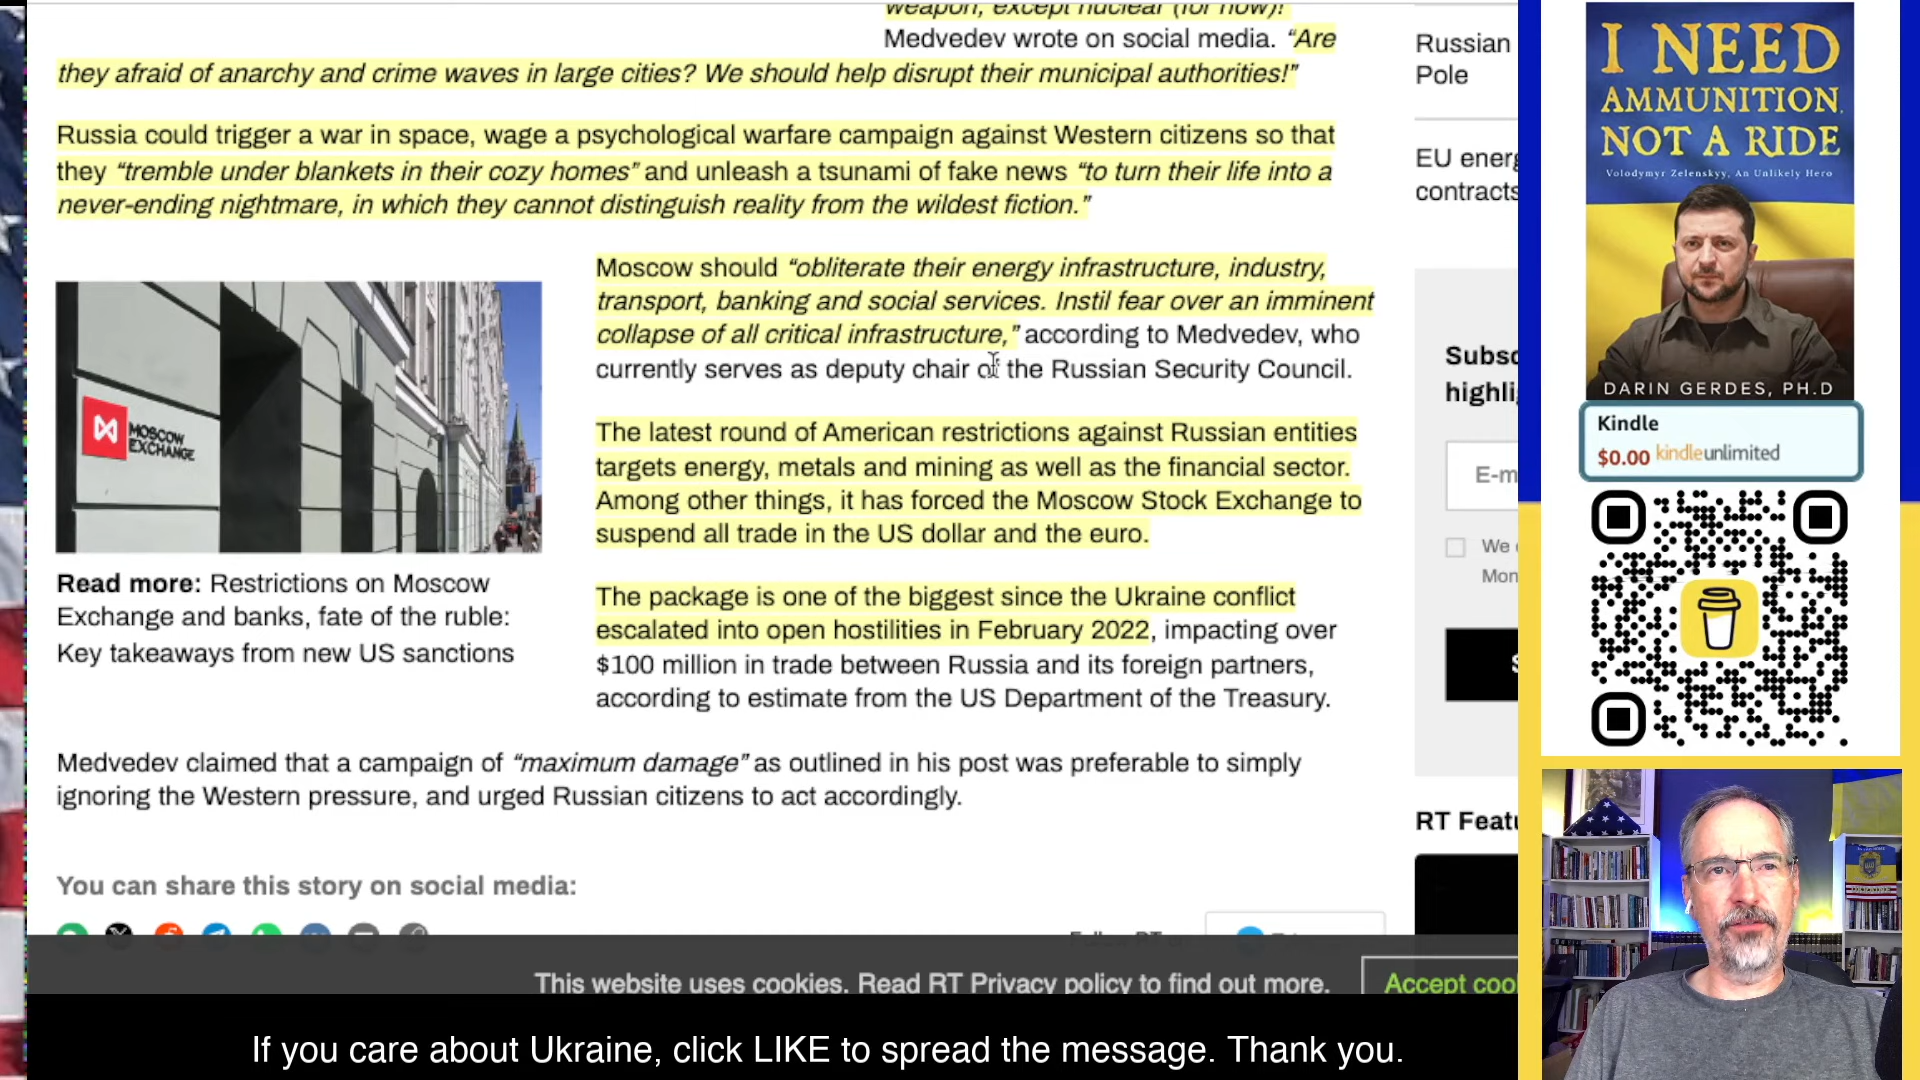 weapon, except nuclear (for now)!
Medvedev wrote on social media. “Are
they afraid of anarchy and crime waves in large cities? We should help disrupt their municipal authorities!”
Russia could trigger a war in space, wage a psychological warfare campaign against Western citizens so that
they “tremble under blankets in their cozy homes” and unleash a tsunami of fake news “to turn their life into a
never-ending nightmare, in which they cannot distinguish reality from the wildest fiction.”
Moscow should “obliterate their energy infrastructure, industry,
transport, banking and social services. Instil fear over an imminent
collapse of all critical infrastructure,” according to Medvedev, who
currently serves as deputy chair of the Russian Security Council.
MOSCOW
EXCHANGE
The latest round of American restrictions against Russian entities
targets energy, metals and mining as well as the financial sector.
Among other things, it has forced the Moscow Stock Exchange to
suspend all trade in the US dollar and the euro.
Read more: Restrictions on Moscow
Exchange and banks, fate of the ruble:
Key takeaways from new US sanctions
The package is one of the biggest since the Ukraine conflict
escalated into open hostilities in February 2022, impacting over
$100 million in trade between Russia and its foreign partners,
according to estimate from the US Department of the Treasury.
Medvedev claimed that a campaign of “maximum damage” as outlined in his post was preferable to simply
ignoring the Western pressure, and urged Russian citizens to act accordingly.
You can share this story on social media:
This website uses cookies. Read RT Privacy policy to find out more.
Accept coo
If you care about Ukraine, click LIKE to spread the message. Thank you.
Russian
Pole
EU energ
contracts
Subsc
highli
E-m
We
Mon
RT Featu
I NEED
AMMUNITION,
NOT A RIDE
Volodymyr Zelenskyy, An Unlikely Hero
DARIN GERDES, PH.D
Kindle
$0.00 kindleunlimited